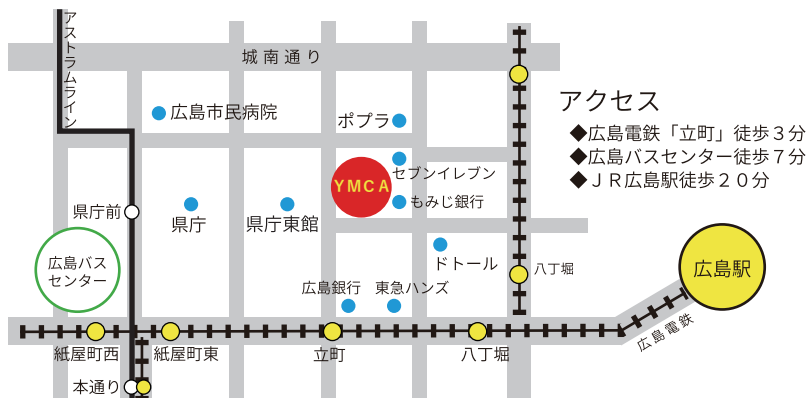 アストラムライン
城南通り
広島市民病院
ポプラ
アクセス
◆広島電鉄「立町」徒歩３分
◆広島バスセンター徒歩７分
◆ＪＲ広島駅徒歩２０分
セブンイレブン
YMCA
もみじ銀行
県庁前
県庁
県庁東館
広島バス
センター
ドトール
八丁堀
広島駅
広島銀行
東急ハンズ
広島電鉄
紙屋町西
紙屋町東
立町
八丁堀
本通り